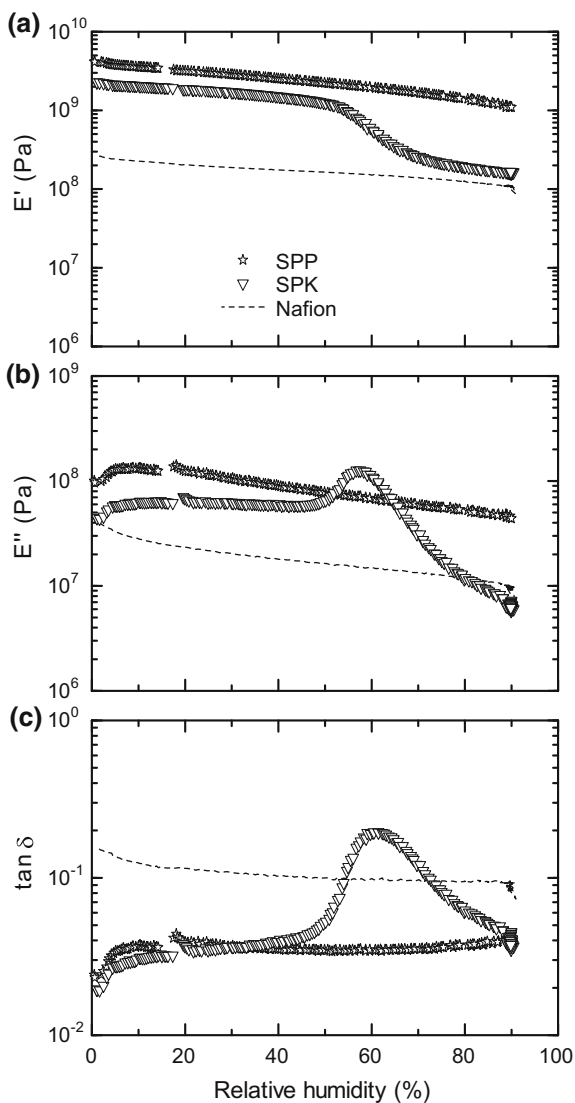 (a)
10^10
10^9
10^8
10^7
10^6
E' (Pa)
SPP
SPK
Nafion
(b)
10^9
10^8
10^7
10^6
E'' (Pa)
(c)
10^0
10^-1
10^-2
tan δ
0 20 40 60 80 100
Relative humidity (%)